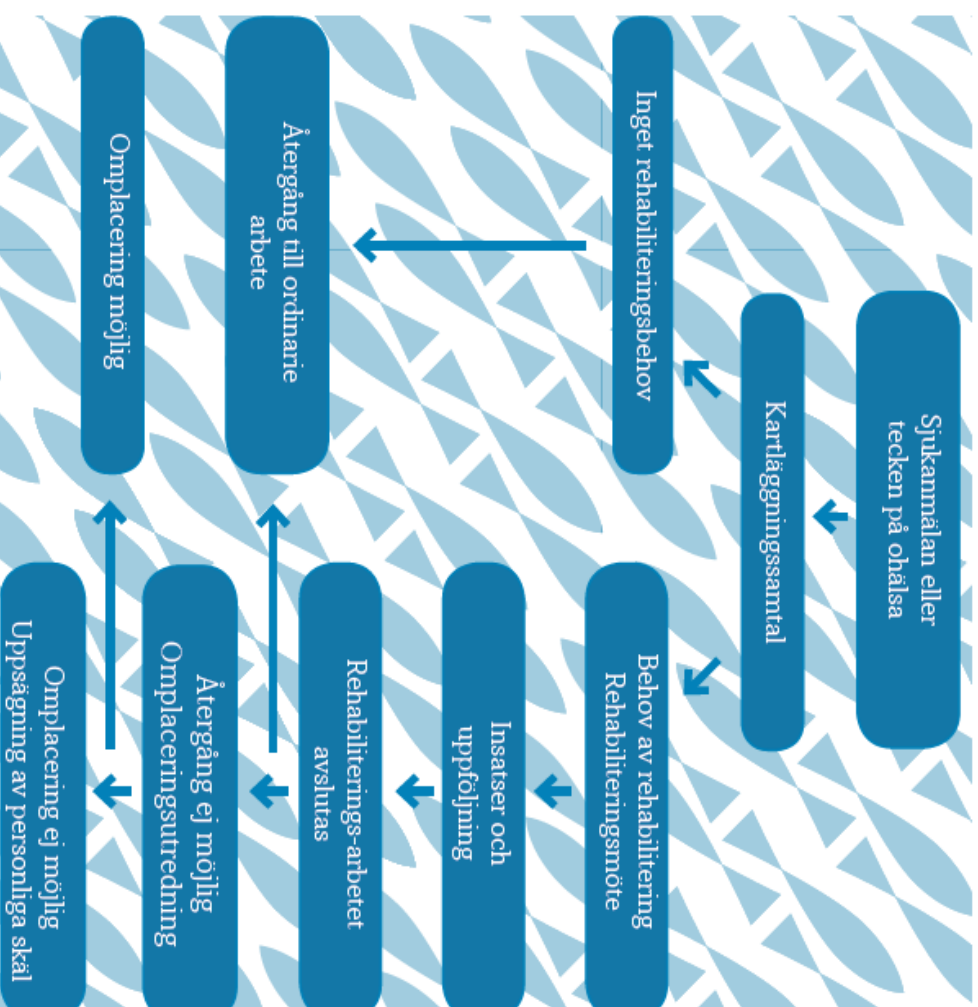 Sjukanmälan eller
tecken på ohälsa
Kartläggningssamtal
Inget rehabiliteringsbehov
Behov av rehabilitering
Rehabiliteringsmöte
Insatser och
uppföljning
Rehabiliterings-arbetet
avslutas
Återgång till ordinarie
arbete
Återgång ej möjlig
Omplaceringsutredning
Omplacering möjlig
Omplacering ej möjlig
Uppsägning av personliga skäl